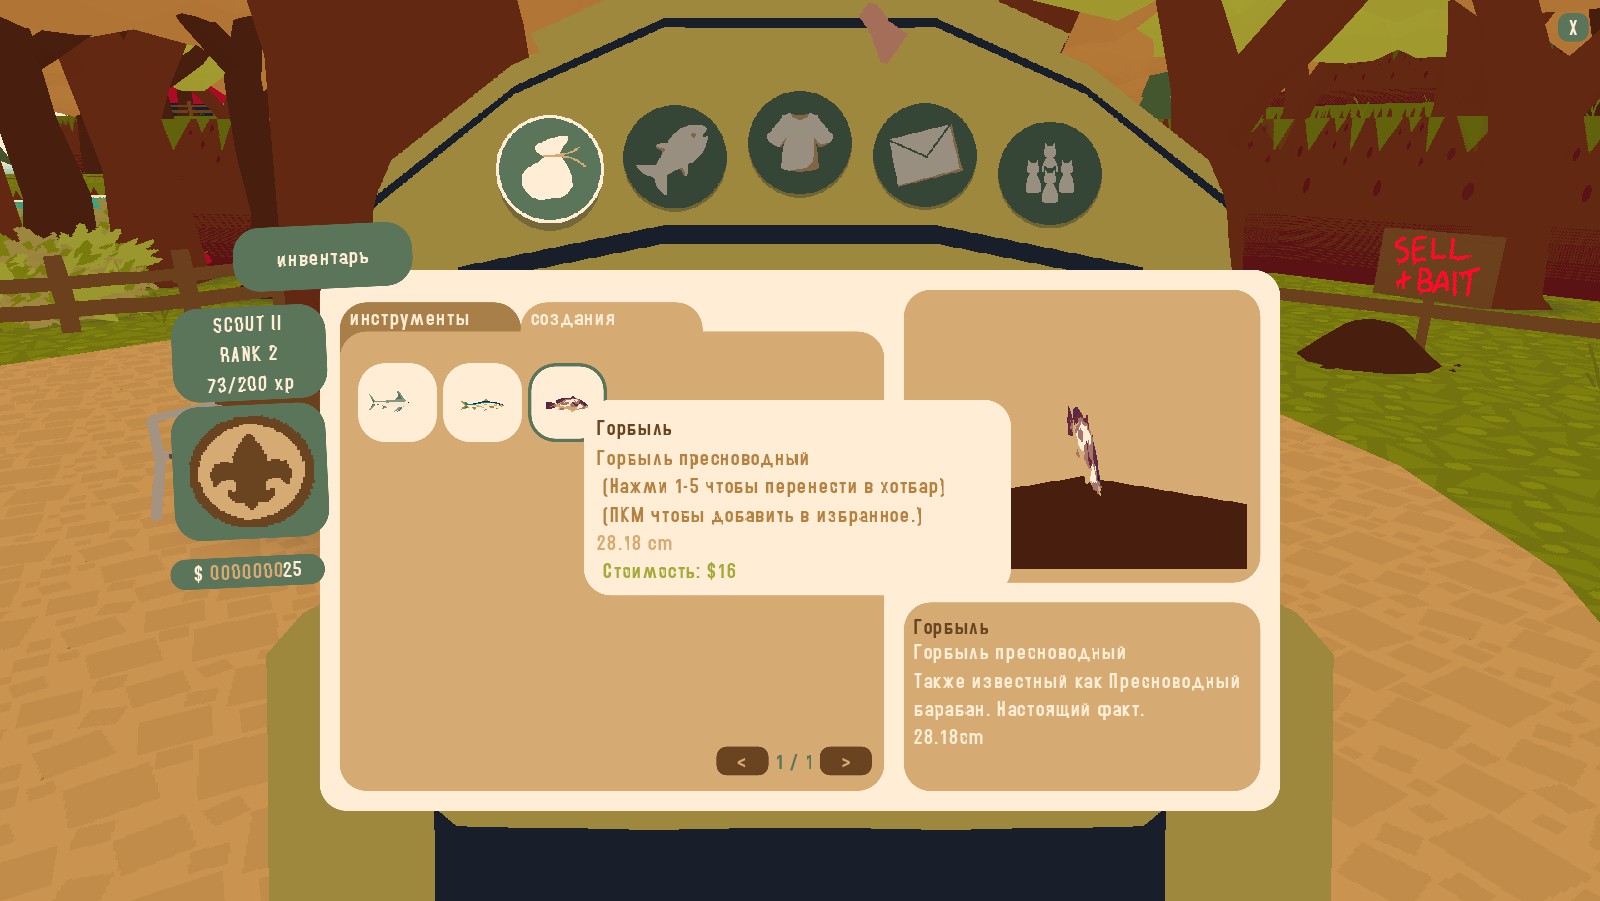 X
инвентарь
SCOUT II
RANK 2
73/200 xp
$ 0000000025
инструменты
создания
Горбыль
Горбыль пресноводный
(Нажми 1-5 чтобы перенести в хотбар)
(ПКМ чтобы добавить в избранное.)
28.18 cm
Стоимость: $16
< 1 / 1 >
Горбыль
Горбыль пресноводный
Также известный как Пресноводный
барабан. Настоящий факт.
28.18cm
SELL
+ BAIT